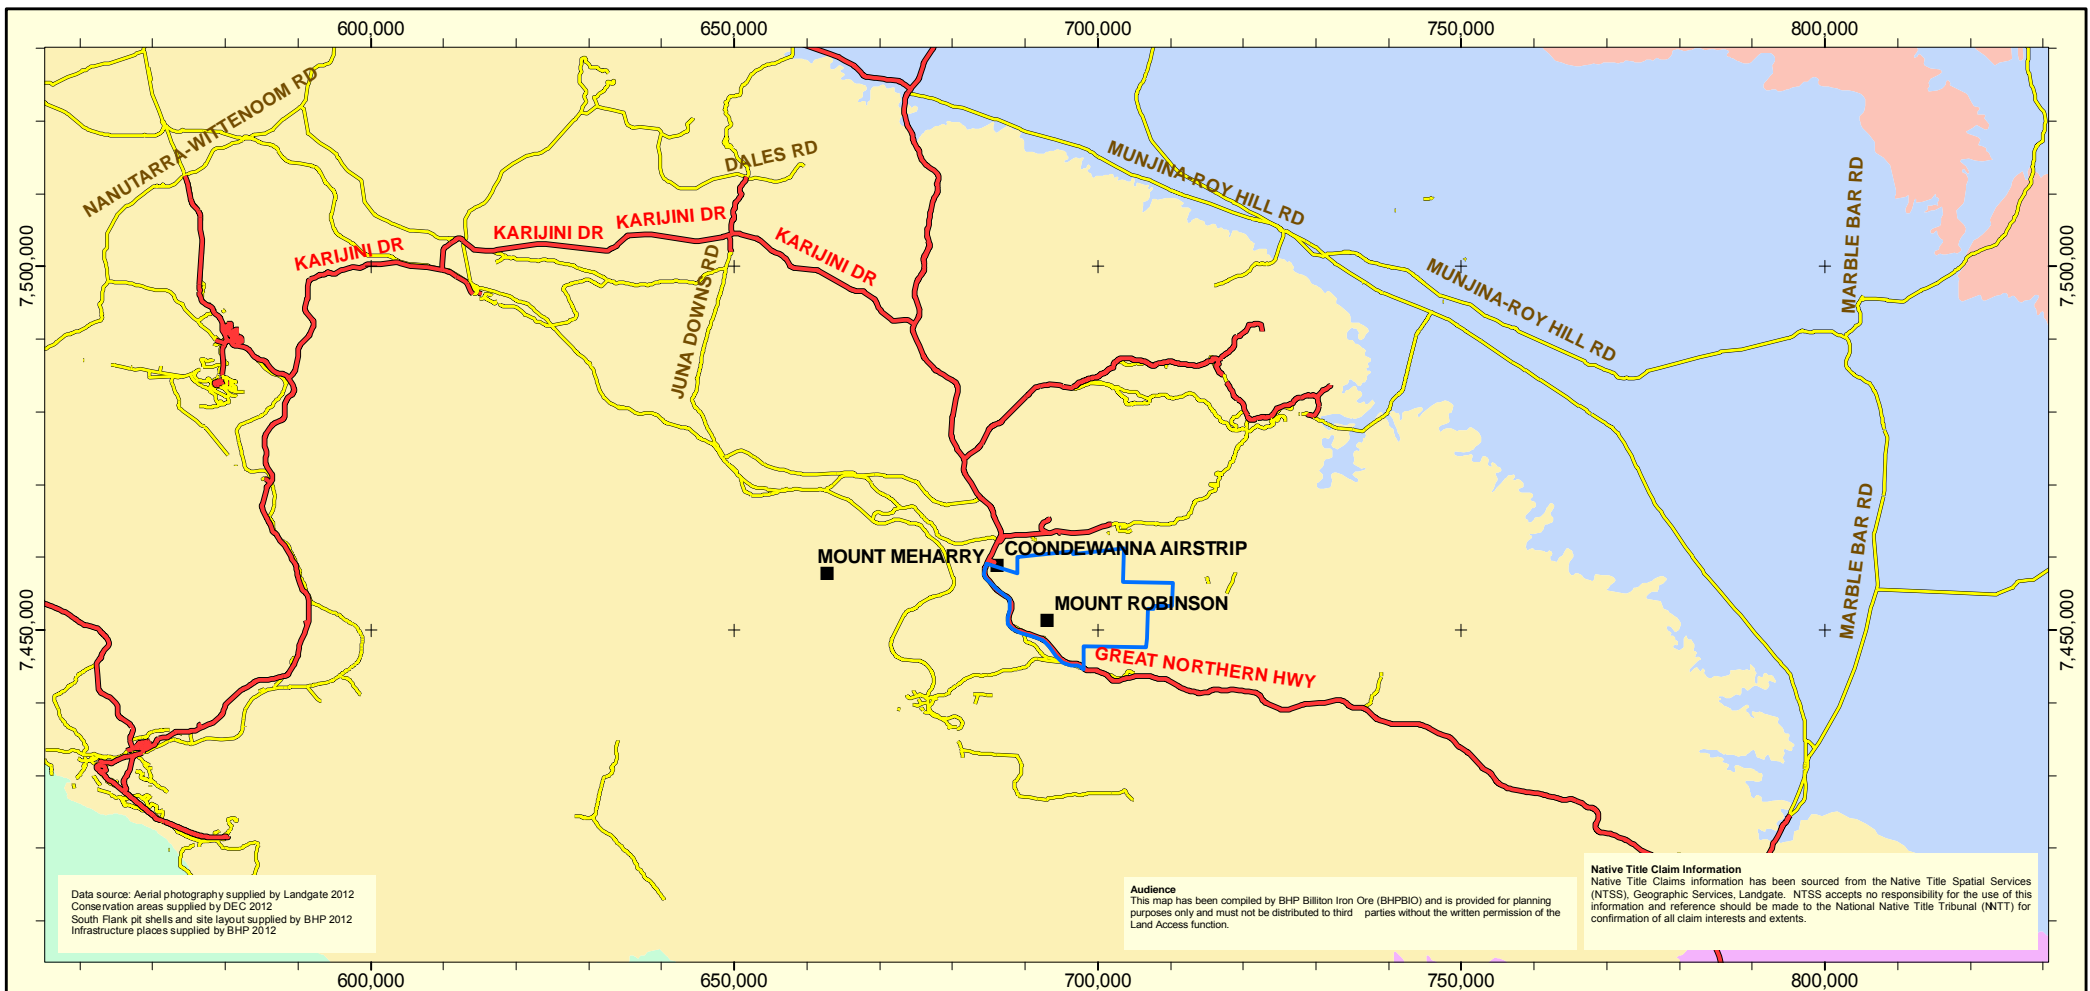 600,000
650,000
700,000
750,000
800,000
NANUTARRA-WITTENOOM RD
DALES RD
MUNJINA-ROY HILL RD
MARBLE BAR RD
KARIJINI DR
KARIJINI DR
KARIJINI DR
KARIJINI DR
7,500,000
7,500,000
JUNA DOWNS RD
MUNJINA-ROY HILL RD
MARBLE BAR RD
MOUNT MEHARRY
COONDEWANNA AIRSTRIP
MOUNT ROBINSON
7,450,000
7,450,000
GREAT NORTHERN HWY
Data source: Aerial photography supplied by Landgate 2012
Conservation areas supplied by DEC 2012
South Flank pit shells and site layout supplied by BHP 2012
Infrastructure places supplied by BHP 2012
Audience
This map has been compiled by BHP Billiton Iron Ore (BHPBIO) and is provided for planning
purposes only and must not be distributed to third parties without the written permission of the
Land Access function.
Native Title Claim Information
Native Title Claims information has been sourced from the Native Title Spatial Services
(NTSS), Geographic Services, Landgate. NTSS accepts no responsibility for the use of this
information and reference should be made to the National Native Title Tribunal (NNTT) for
confirmation of all claim interests and extents.
600,000
650,000
700,000
750,000
800,000